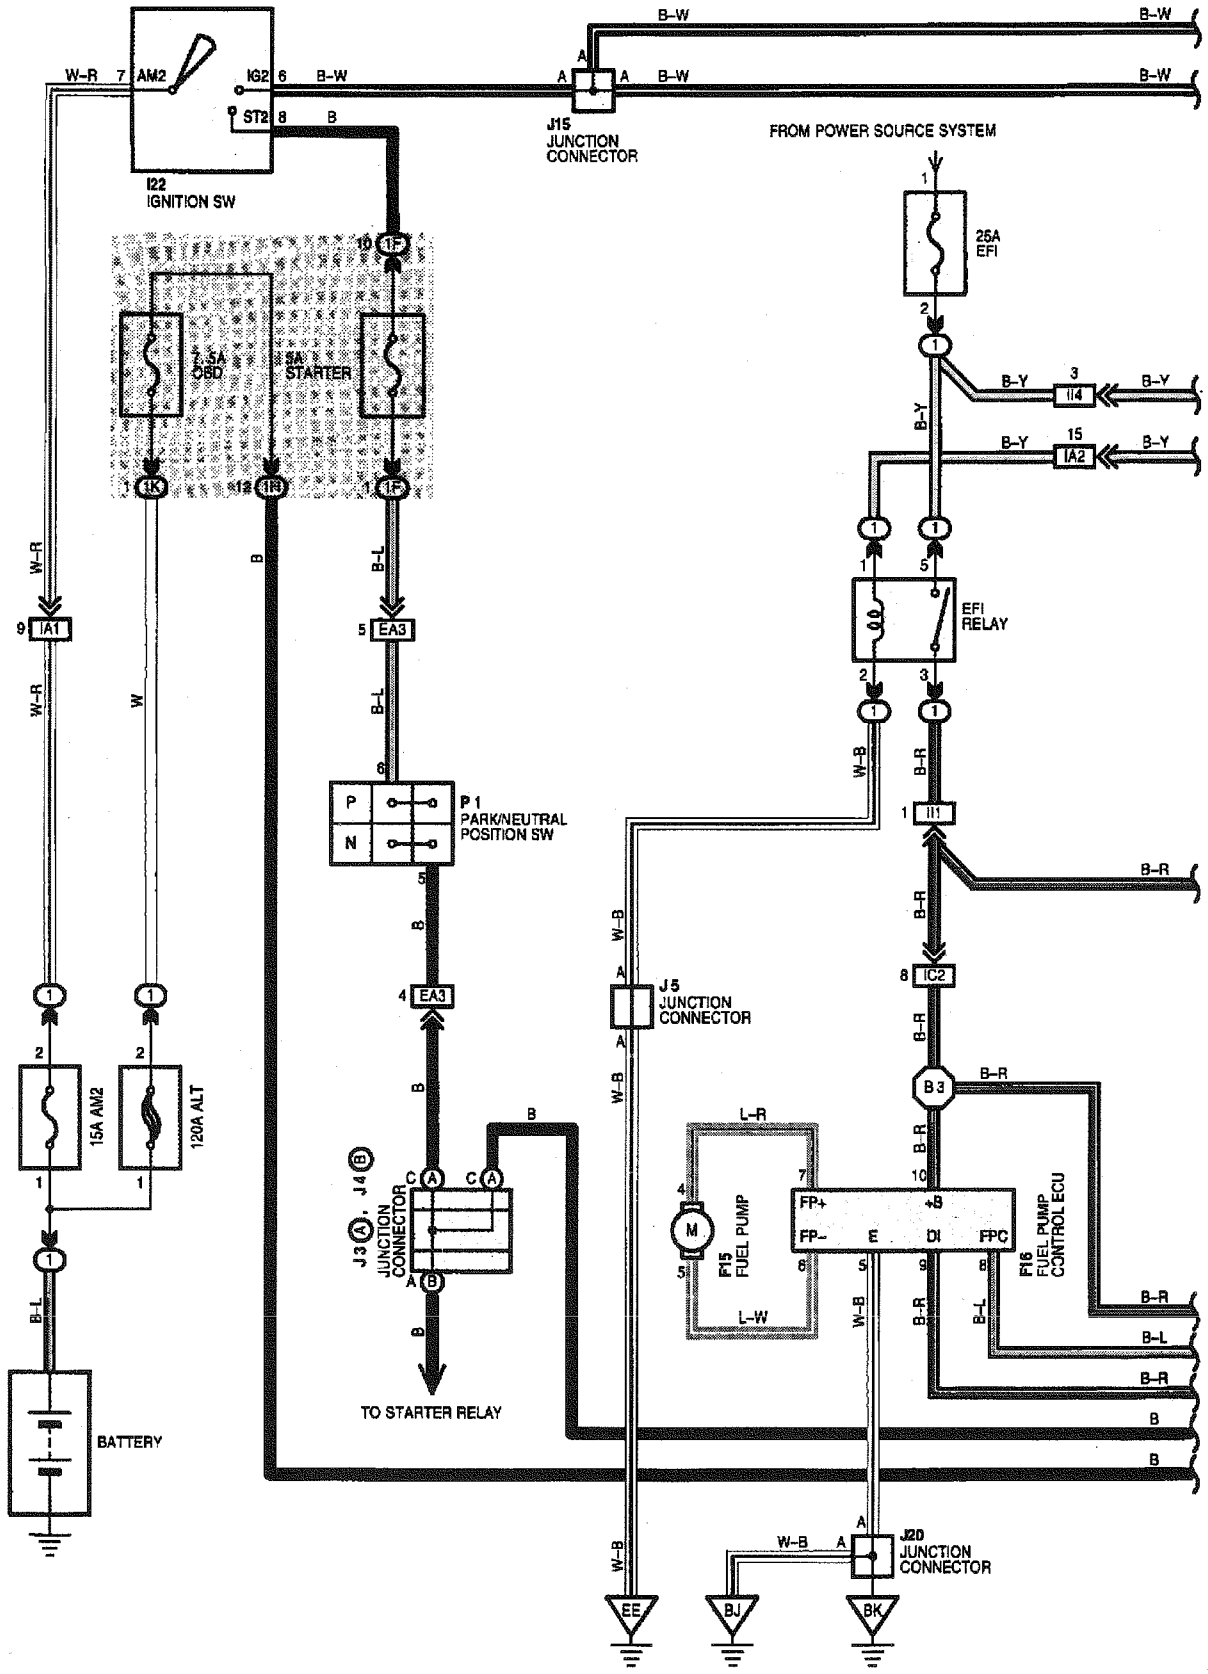 B-W
B-W
A
W-R 7 AM2
IG2 6 B-W
A
A
B-W
B-W
ST2 8 B
J15
JUNCTION
CONNECTOR
FROM POWER SOURCE SYSTEM
I22
IGNITION SW
1
25A
EFI
10 1F
2
1
7.5A
OBD
5A
STARTER
3
B-Y
II4
B-Y
B-Y
15
B-Y
IA2
B-Y
1 1K
12 1N
1 1F
1
1
W-R
B
B-L
1
5
EFI
RELAY
9 IA1
5 EA3
2
3
1
1
W-R
W
B-L
W-B
B-R
6
P
N
P1
PARK/NEUTRAL
POSITION SW
1 II1
5
B-R
B
W-B
B-R
A
J5
JUNCTION
CONNECTOR
A
8 IC2
1
1
4 EA3
B-R
2
2
15A AM2
120A ALT
1
1
B
B
W-B
B3
B-R
L-R
B-R
J3 A, J4 B
JUNCTION
CONNECTOR
C A
C A
A B
4
M
5
F15
FUEL PUMP
7
10
FP+
+B
FP-
E
DI
FPC
6
5
9
8
F16
FUEL PUMP
CONTROL ECU
1
B-L
B
L-W
W-B
B-R
B-L
B-R
B-L
B-R
TO STARTER RELAY
B
BATTERY
B
A
J20
JUNCTION
CONNECTOR
W-B
W-B A
EE
BJ
BK